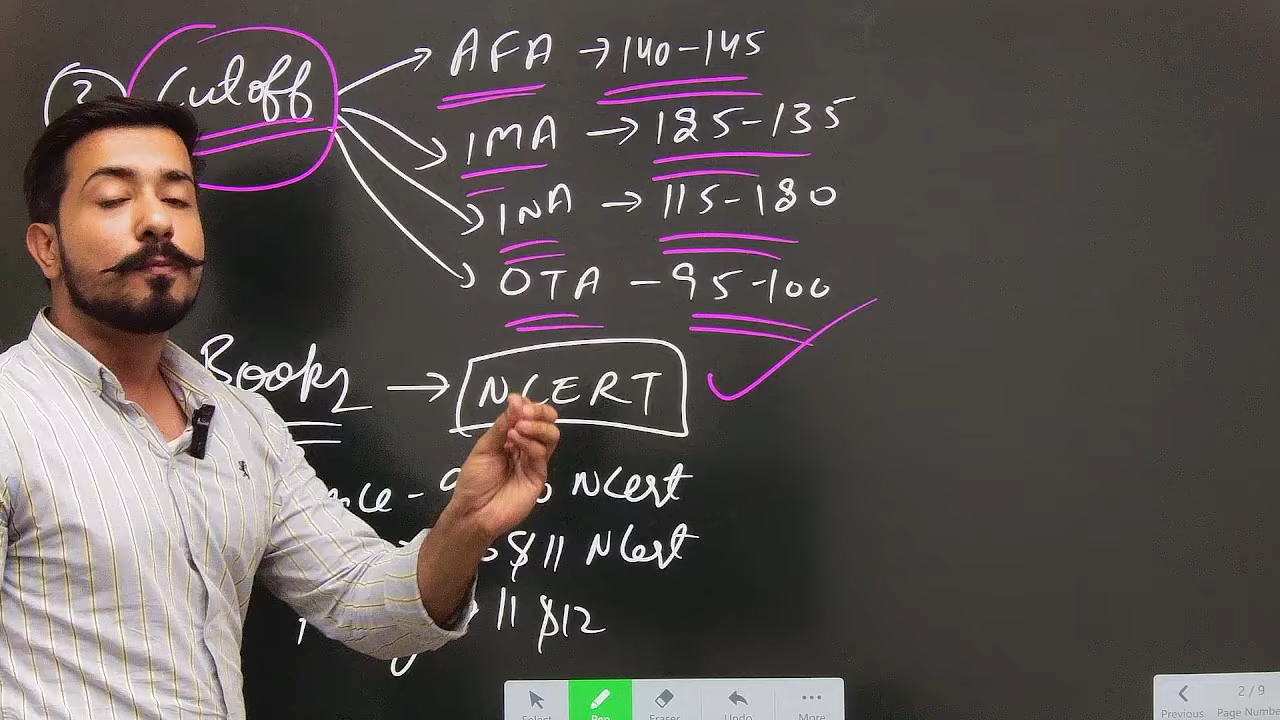 Cutoff → AFA → 140-145
IMA → 125-135
INA → 115-180
OTA - 95-100
Books → NCERT
NCert
$ 11 NCert
11 $ 12
Select
Pen
Eraser
Undo
More
Previous
2 / 9
Page Number